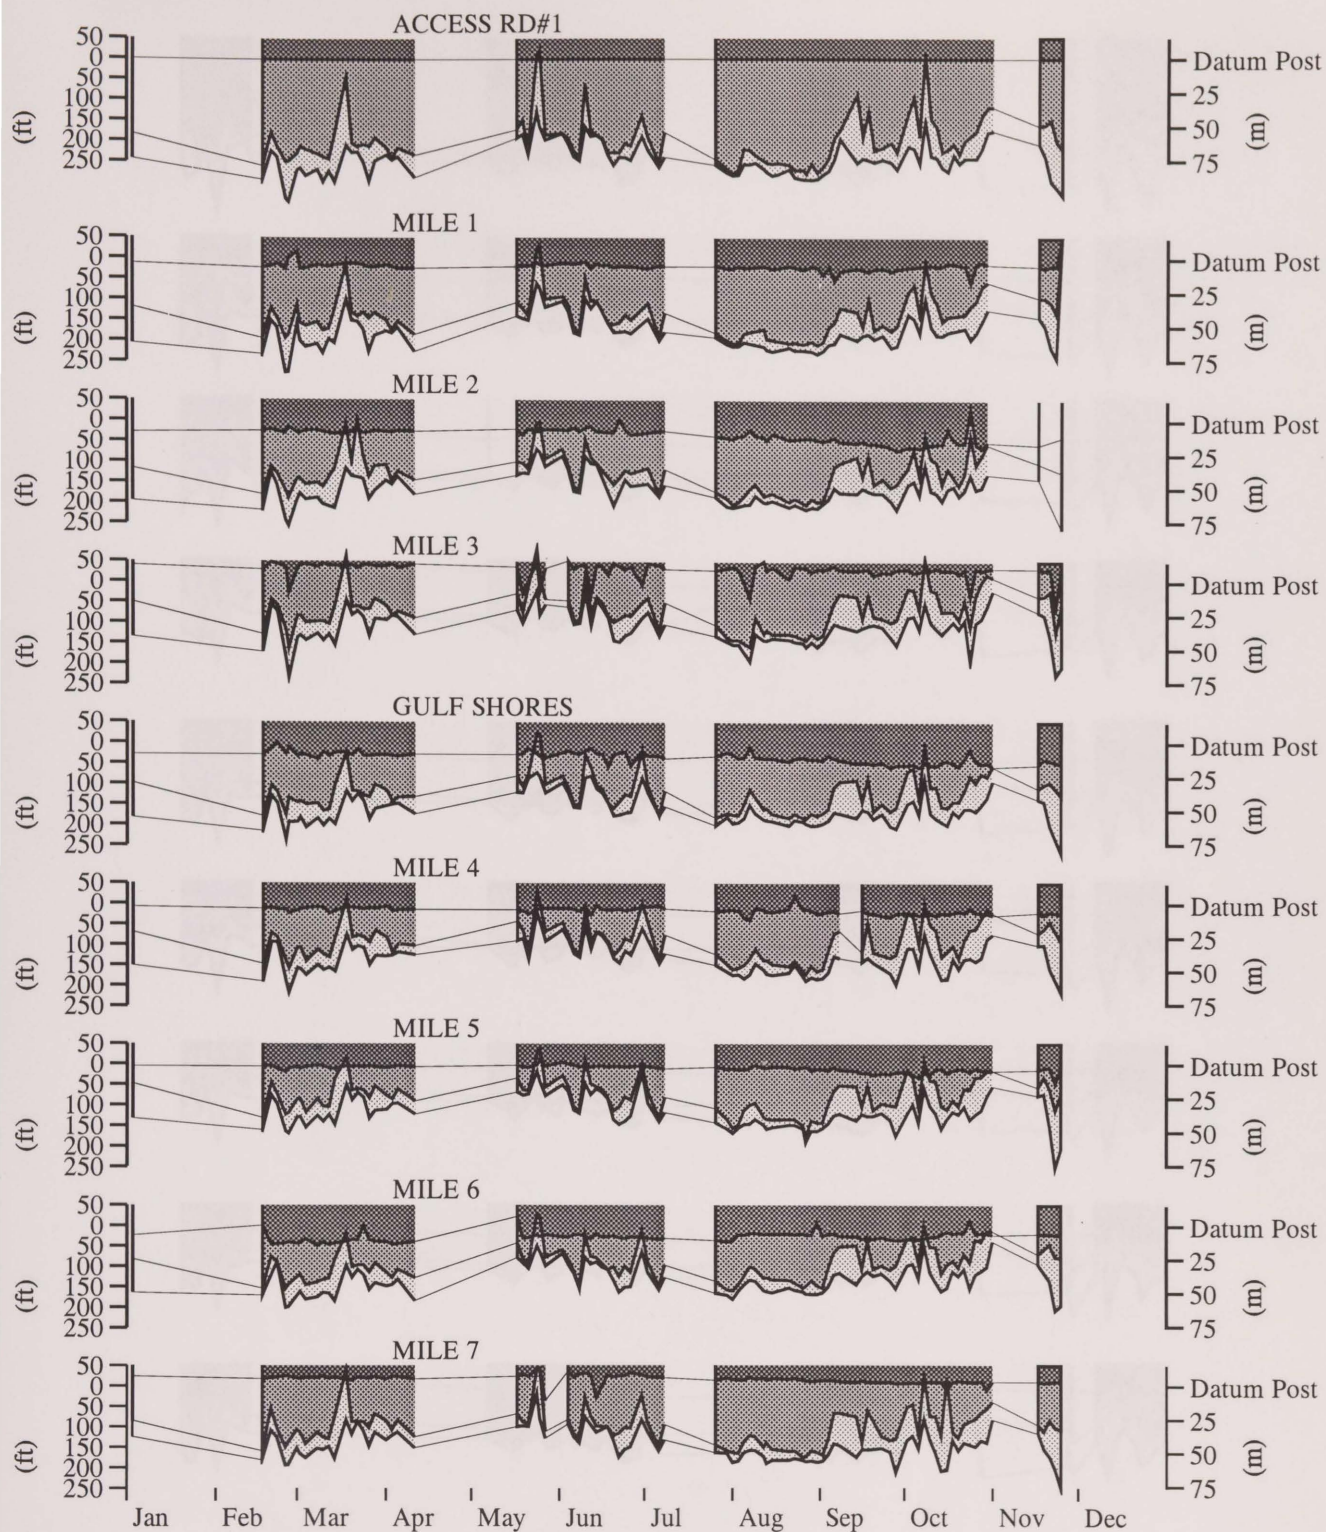 ACCESS RD#1
50
0
50
100
150
200
250
(ft)
Datum Post
25
50
75
(m)
MILE 1
50
0
50
100
150
200
250
(ft)
Datum Post
25
50
75
(m)
MILE 2
50
0
50
100
150
200
250
(ft)
Datum Post
25
50
75
(m)
MILE 3
50
0
50
100
150
200
250
(ft)
Datum Post
25
50
75
(m)
GULF SHORES
50
0
50
100
150
200
250
(ft)
Datum Post
25
50
75
(m)
MILE 4
50
0
50
100
150
200
250
(ft)
Datum Post
25
50
75
(m)
MILE 5
50
0
50
100
150
200
250
(ft)
Datum Post
25
50
75
(m)
MILE 6
50
0
50
100
150
200
250
(ft)
Datum Post
25
50
75
(m)
MILE 7
50
0
50
100
150
200
250
(ft)
Datum Post
25
50
75
(m)
Jan Feb Mar Apr May Jun Jul Aug Sep Oct Nov Dec